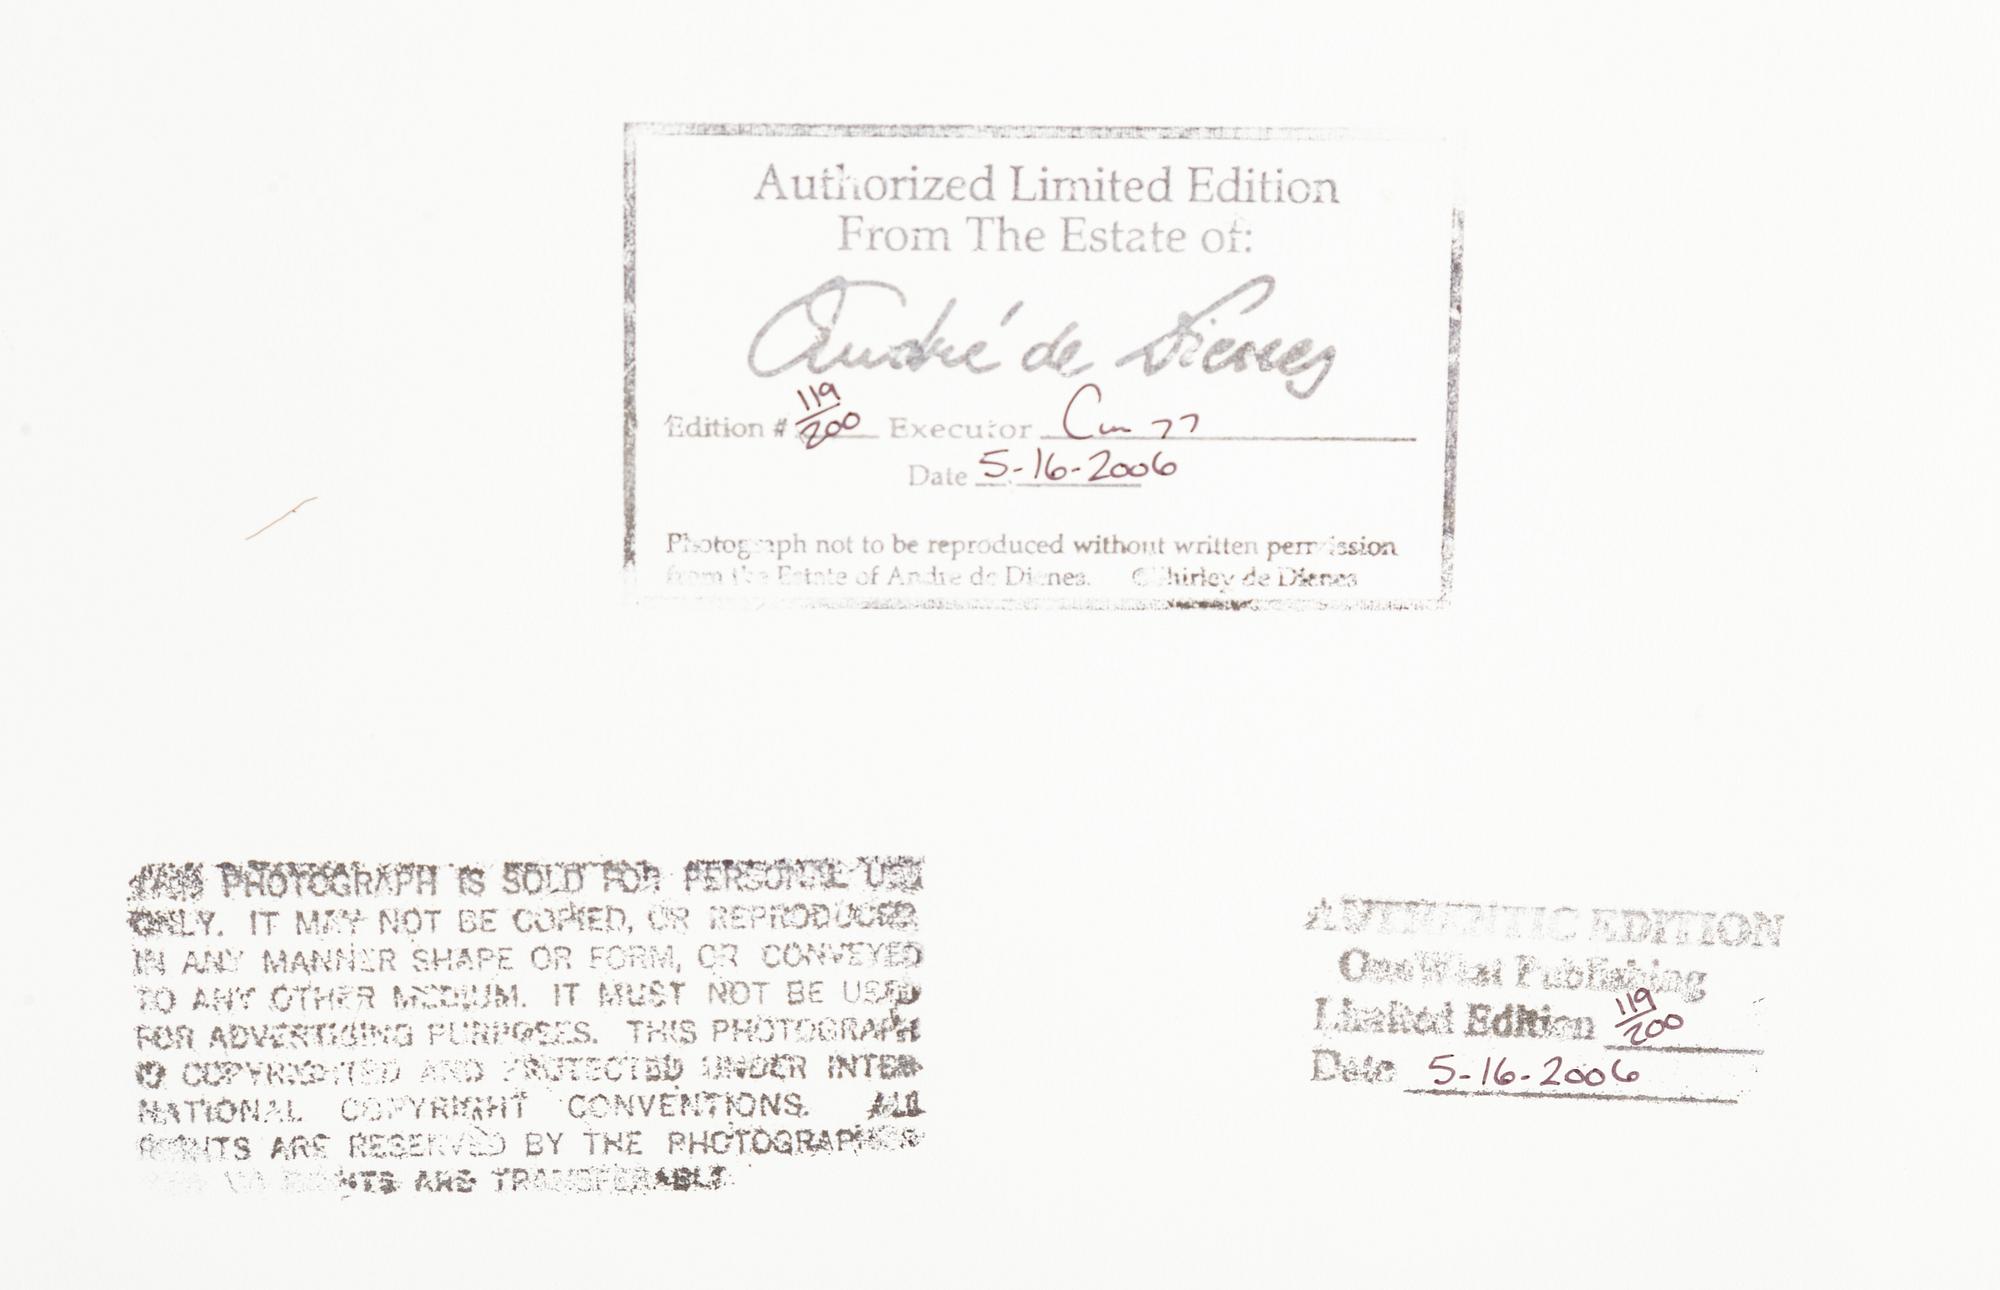 Authorized Limited Edition
From The Estate of:
André de Dienes
Edition # 119/200 Executor
Date 5-16-2006
Photograph not to be reproduced without written permission
from the Estate of Andre de Dienes. © Shirley de Dienes
THIS PHOTOGRAPH IS SOLD FOR PERSONAL USE
ONLY. IT MAY NOT BE COPIED, OR REPRODUCED
IN ANY MANNER SHAPE OR FORM, OR CONVEYED
TO ANY OTHER MEDIUM. IT MUST NOT BE USED
FOR ADVERTISING PURPOSES. THIS PHOTOGRAPH
IS COPYRIGHTED AND PROTECTED UNDER INTER-
NATIONAL COPYRIGHT CONVENTIONS. ALL
RIGHTS ARE RESERVED BY THE PHOTOGRAPHER
RIGHTS ARE TRANSFERABLE
AUTHENTIC EDITION
OneWest Publishing
Limited Edition 119/200
Date 5-16-2006